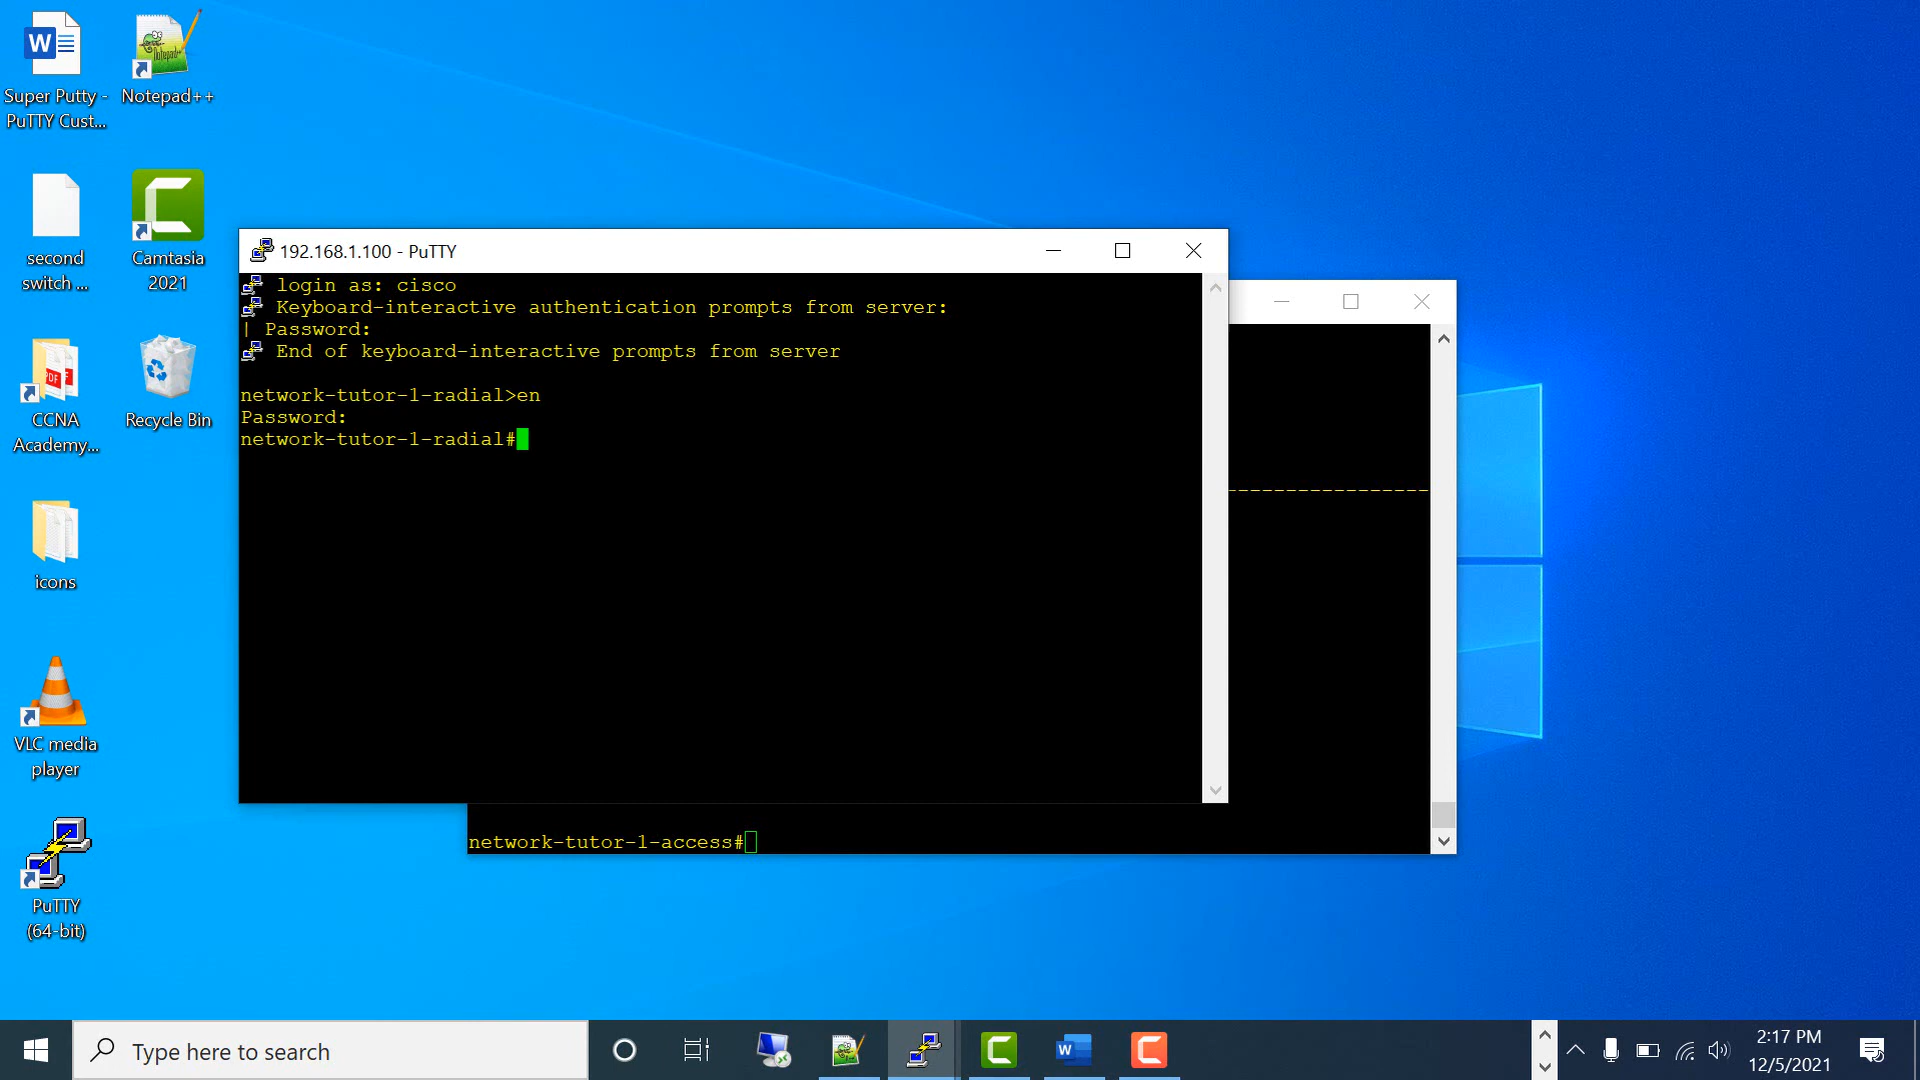 Super Putty -
PuTTY Cust...
Notepad++
second
switch ...
Camtasia
2021
CCNA
Academy...
Recycle Bin
icons
VLC media
player
PuTTY
(64-bit)
192.168.1.100 - PuTTY
login as: cisco
Keyboard-interactive authentication prompts from server:
| Password:
End of keyboard-interactive prompts from server
network-tutor-1-radial>en
Password:
network-tutor-1-radial#
-----------------
network-tutor-1-access#
Type here to search
2:17 PM
12/5/2021